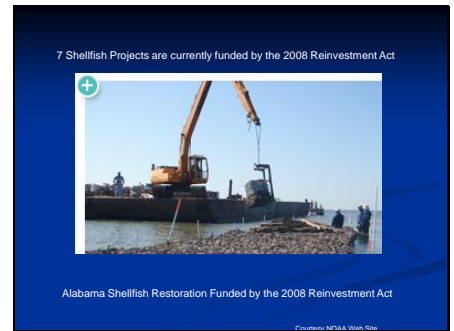 7 Shellfish Projects are currently funded by the 2008 Reinvestment Act
Alabama Shellfish Restoration Funded by the 2008 Reinvestment Act
Courtesy NOAA Web Site